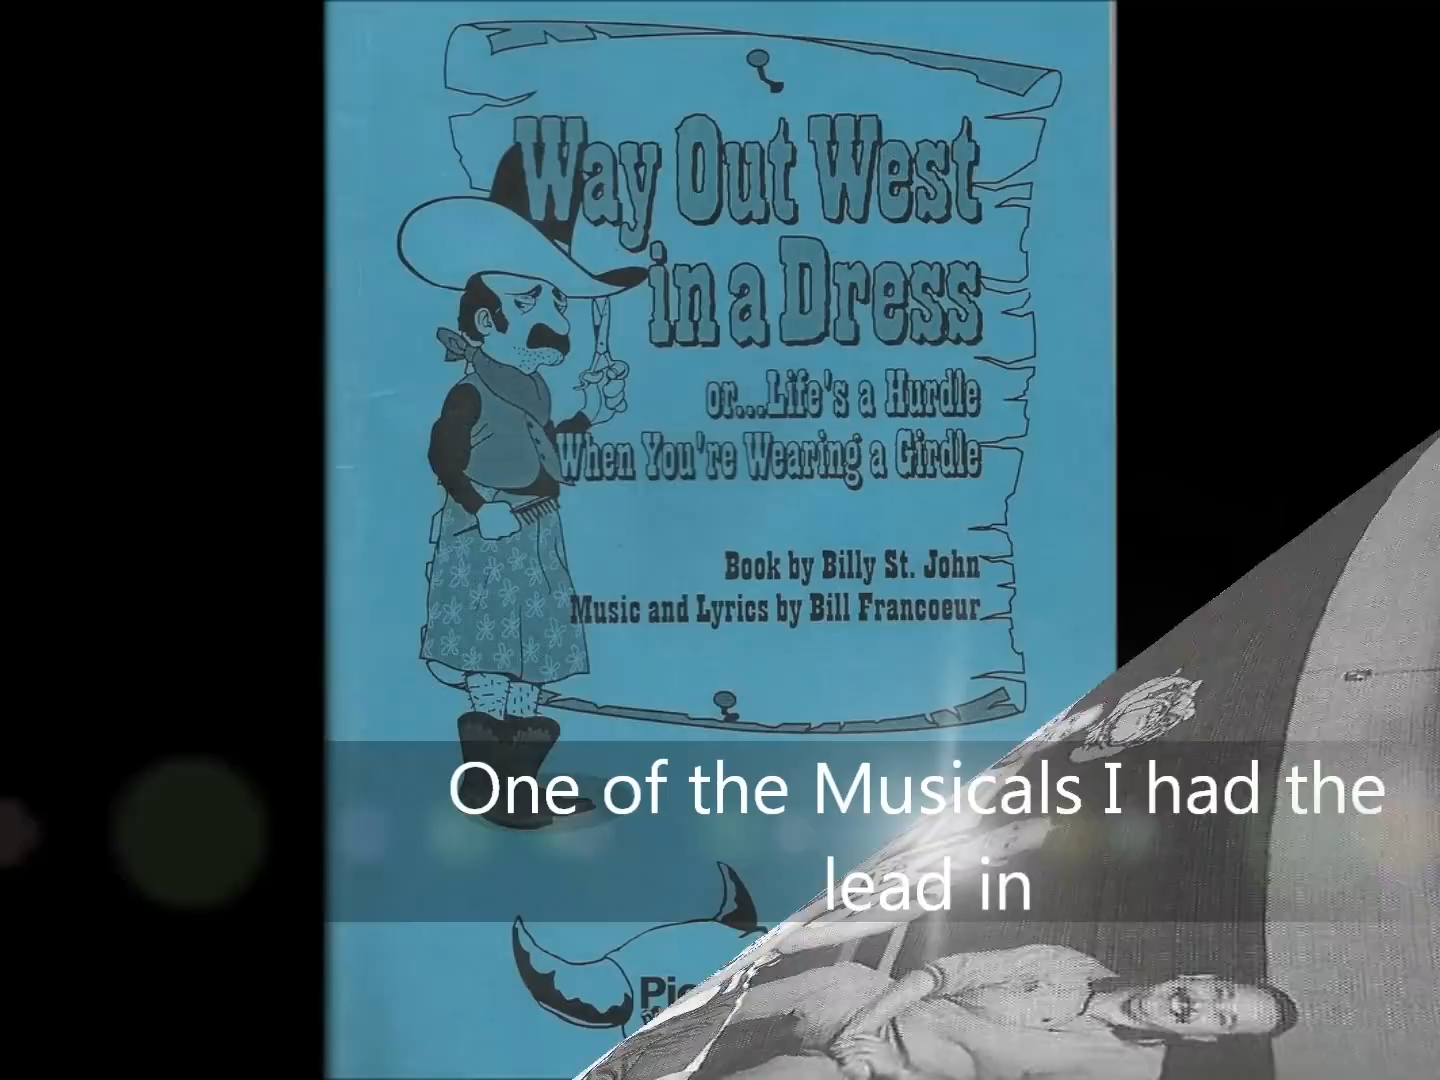 Way Out West
in a Dress
or...Life's a Hurdle
When You're Wearing a Girdle
Book by Billy St. John
Music and Lyrics by Bill Francoeur
One of the Musicals I had the
lead in